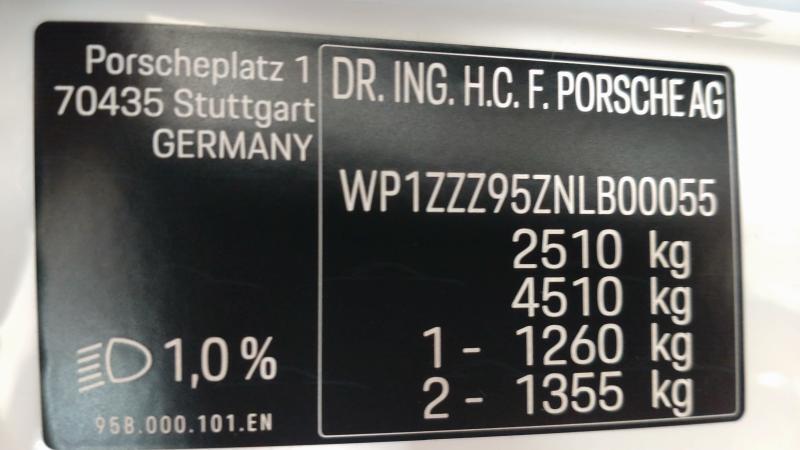 Porscheplatz 1
70435 Stuttgart
GERMANY
DR. ING. H.C. F. PORSCHE AG
WP1ZZZ95ZNLB00055
2510 kg
4510 kg
1 - 1260 kg
2 - 1355 kg
1,0 %
95B.000.101.EN